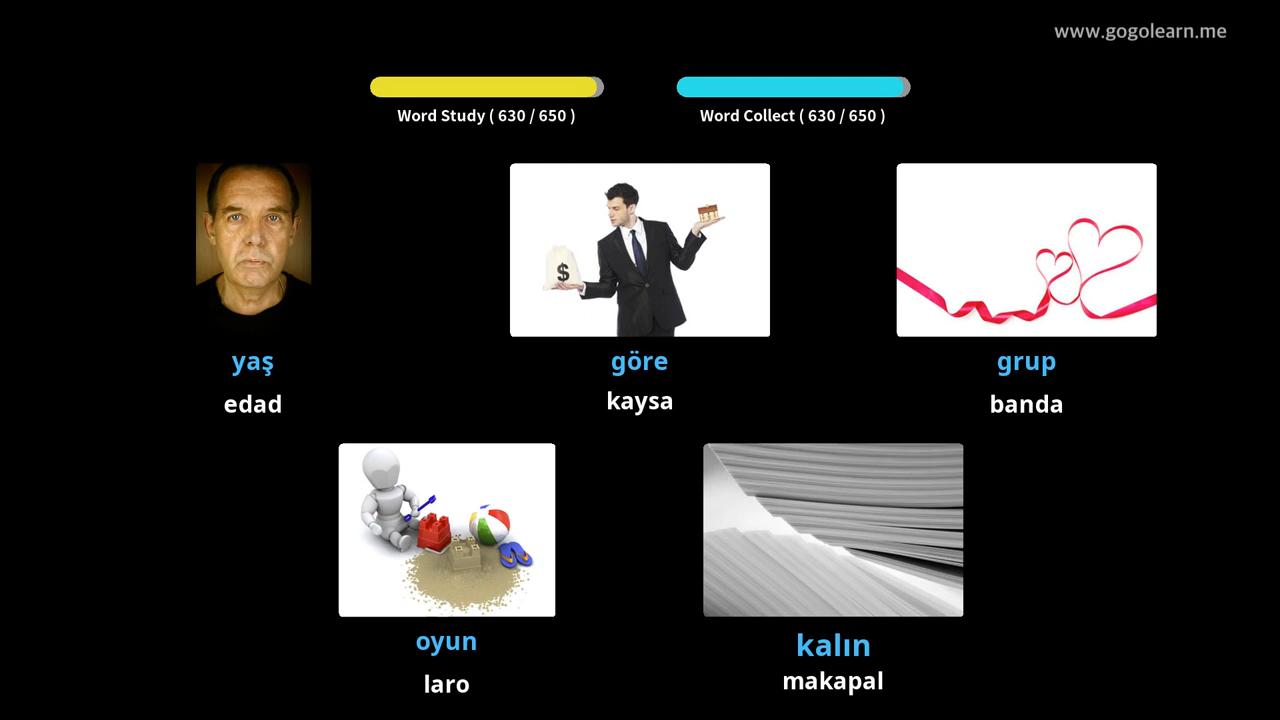 www.gogolearn.me
Word Study ( 630 / 650 )
Word Collect ( 630 / 650 )
$
yaş
göre
grup
edad
kaysa
banda
oyun
kalın
laro
makapal